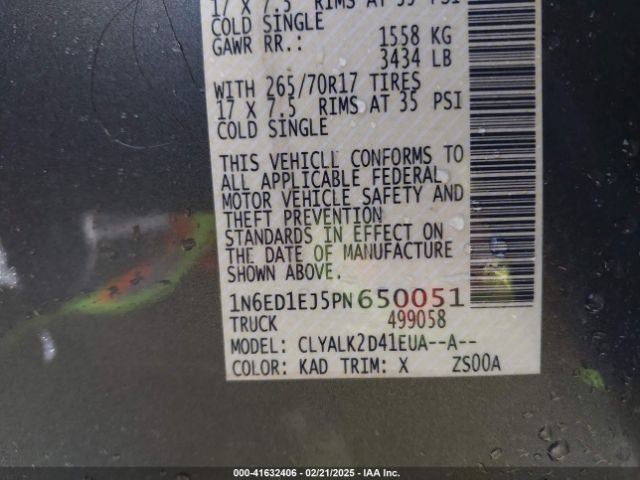 17 X 7.5 RIMS AT 35 PSI
COLD SINGLE
GAWR RR.: 1558 KG
3434 LB
WITH 265/70R17 TIRES
17 X 7.5 RIMS AT 35 PSI
COLD SINGLE
THIS VEHICLE CONFORMS TO
ALL APPLICABLE FEDERAL
MOTOR VEHICLE SAFETY AND
THEFT PREVENTION
STANDARDS IN EFFECT ON
THE DATE OF MANUFACTURE
SHOWN ABOVE.
1N6ED1EJ5PN650051
TRUCK 499058
MODEL: CLYALK2D41EUA--A--
COLOR: KAD TRIM: X ZS00A
000-41632406 - 02/21/2025 - IAA Inc.